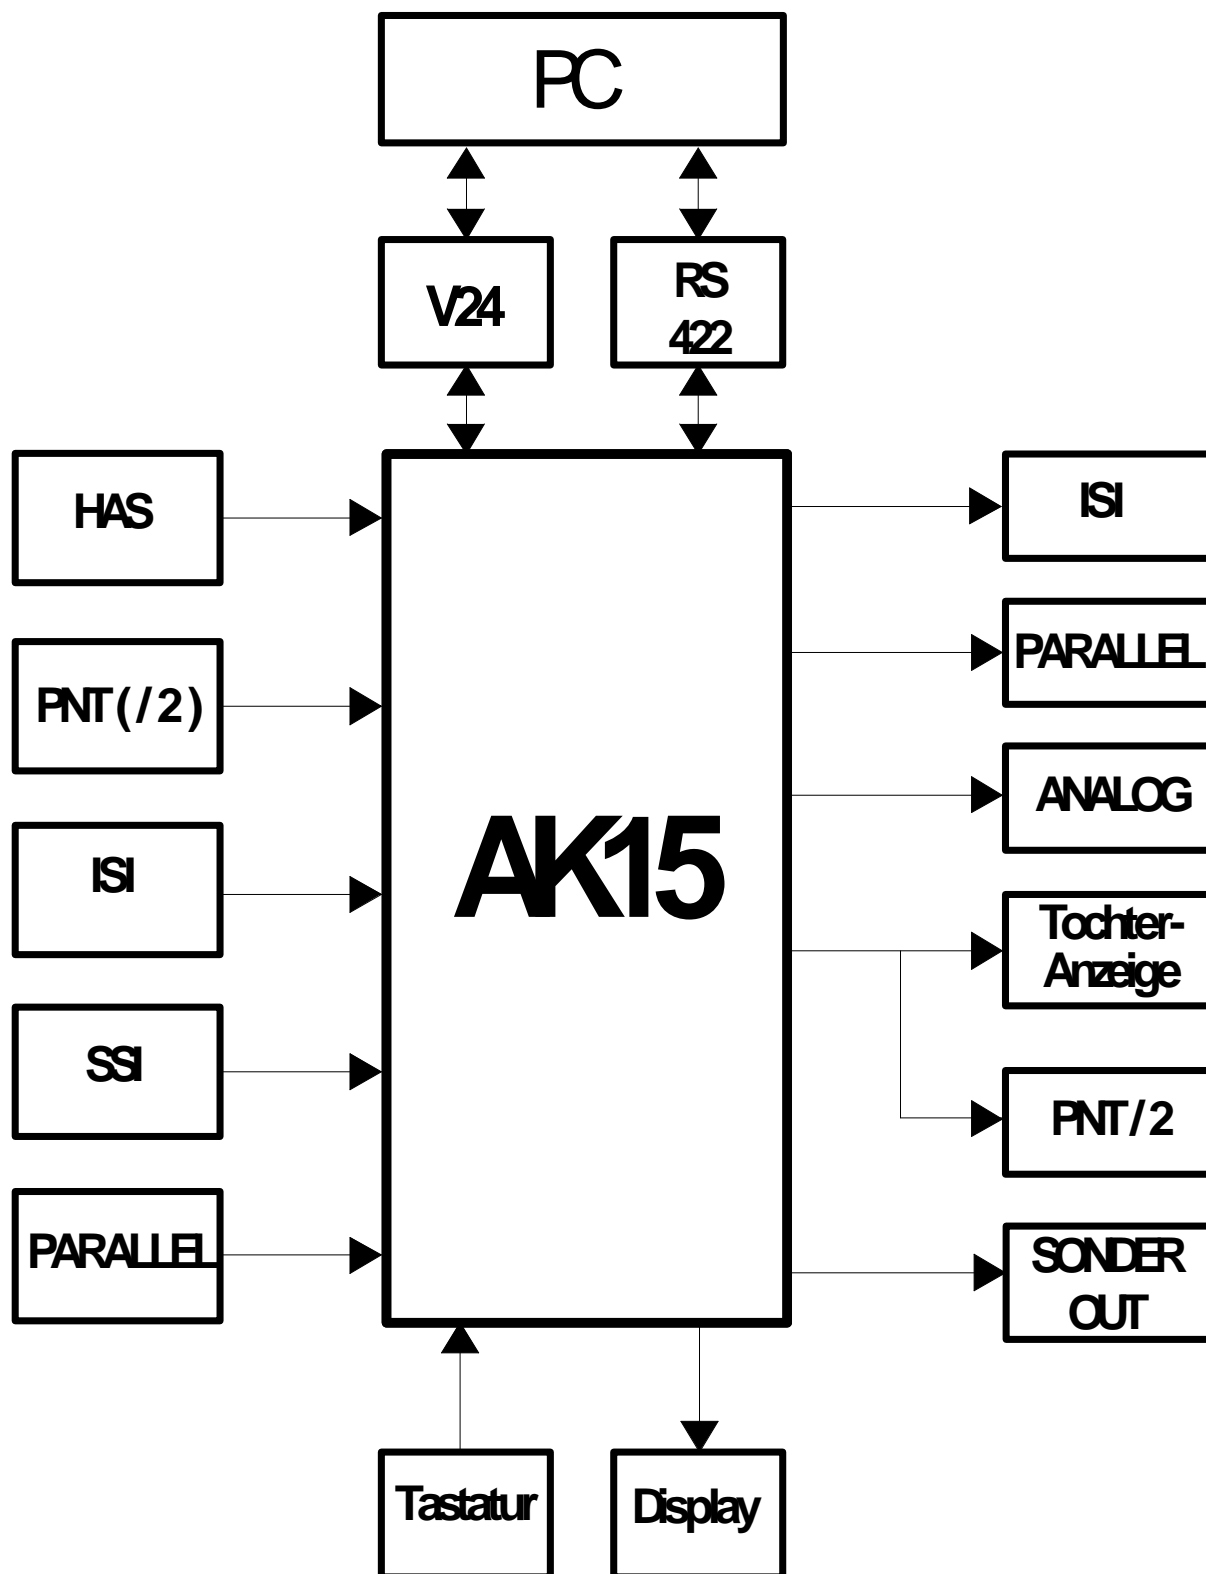 PC
V24
RS
422
HAS
PNT(/2)
ISI
SSI
PARALLEL
AK15
ISI
PARALLEL
ANALOG
Tochter-
Anzeige
PNT/2
SONDER
OUT
Tastatur
Display